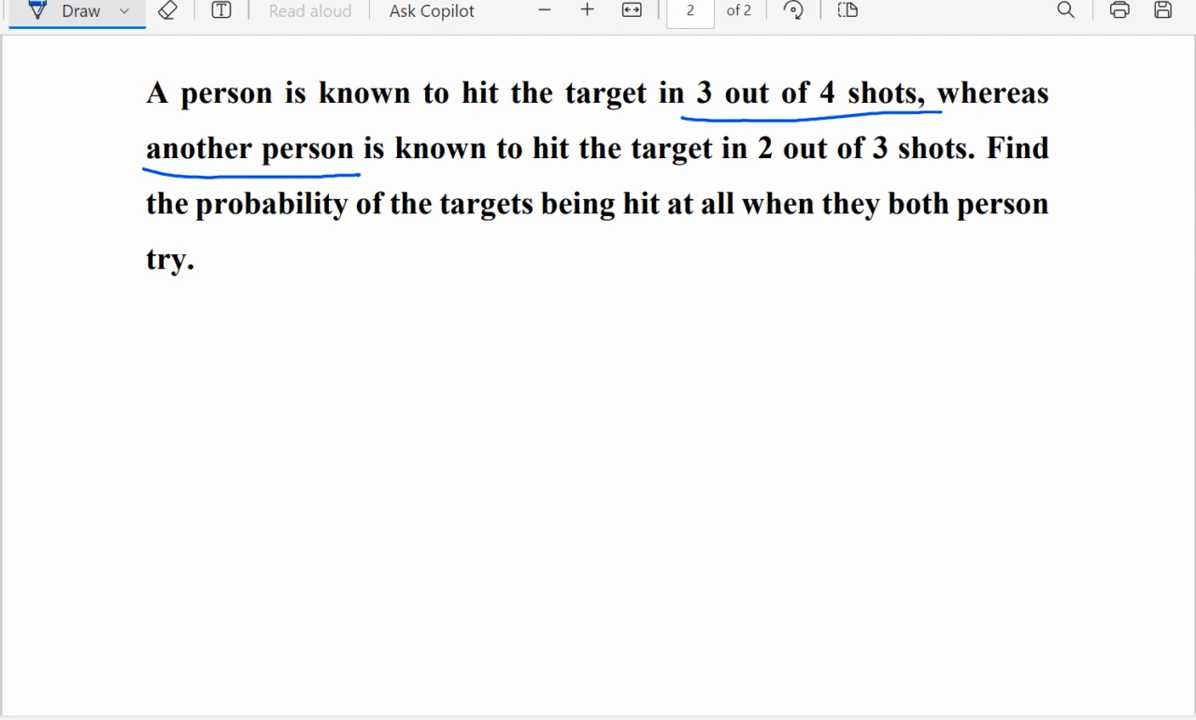 Draw Read aloud Ask Copilot 2 of 2
A person is known to hit the target in 3 out of 4 shots, whereas
another person is known to hit the target in 2 out of 3 shots. Find
the probability of the targets being hit at all when they both person
try.